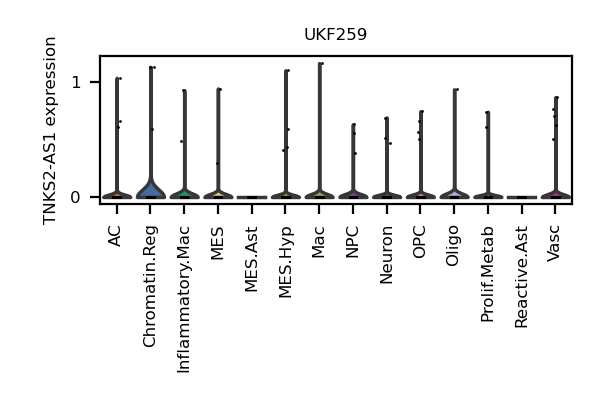 UKF259
TNKS2-AS1 expression
1
0
AC
Chromatin.Reg
Inflammatory.Mac
MES
MES.Ast
MES.Hyp
Mac
NPC
Neuron
OPC
Oligo
Prolif.Metab
Reactive.Ast
Vasc